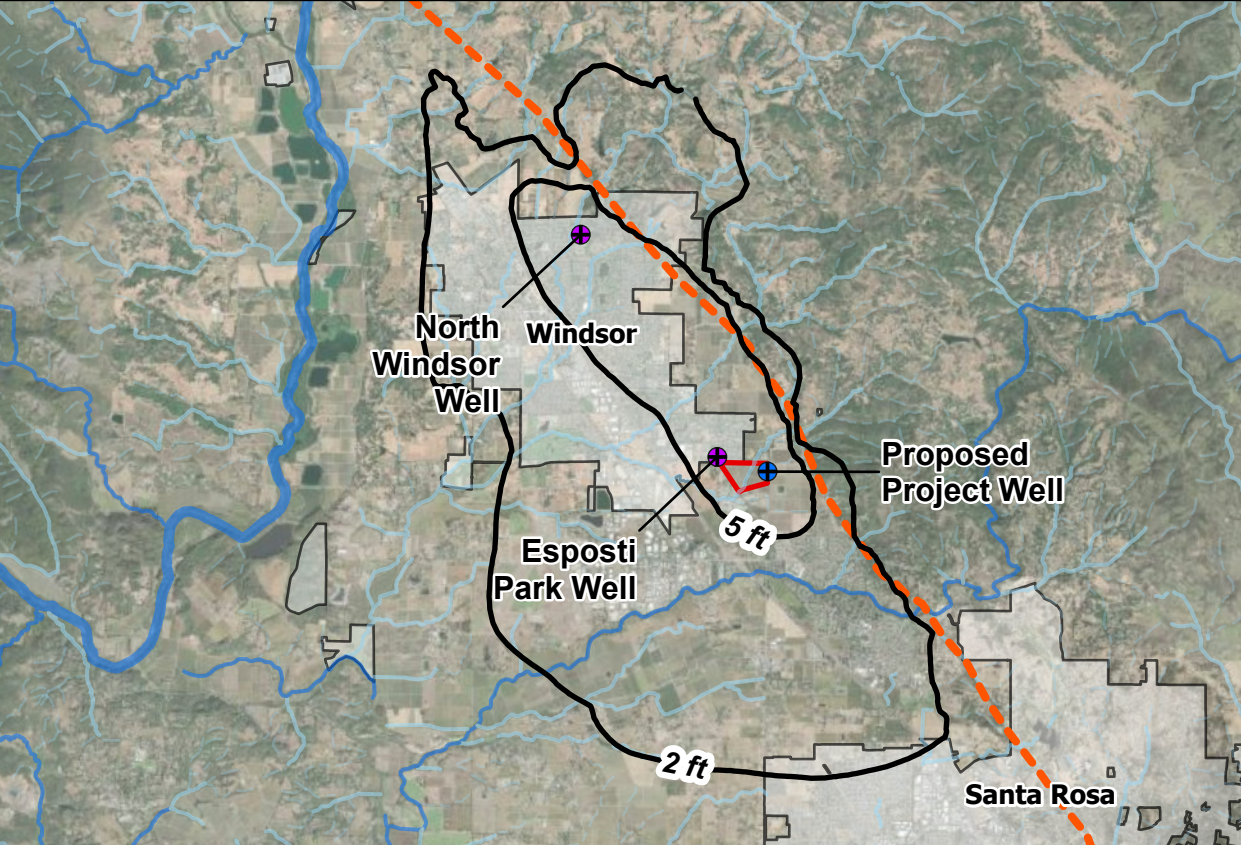 North
Windsor
Well
Windsor
Proposed
Project Well
5 ft
Esposti
Park Well
2 ft
Santa Rosa